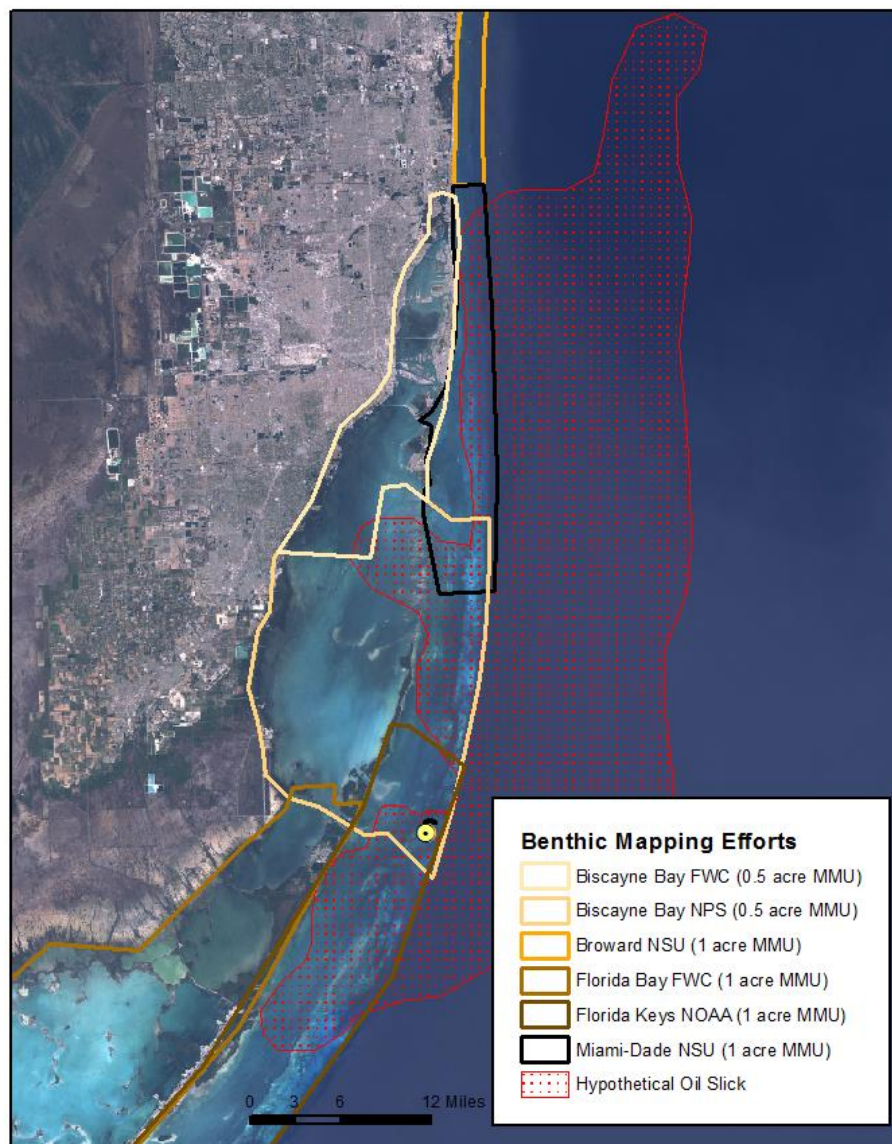 Benthic Mapping Efforts
Biscayne Bay FWC (0.5 acre MMU)
Biscayne Bay NPS (0.5 acre MMU)
Broward NSU (1 acre MMU)
Florida Bay FWC (1 acre MMU)
Florida Keys NOAA (1 acre MMU)
Miami-Dade NSU (1 acre MMU)
Hypothetical Oil Slick
0 3 6 12 Miles